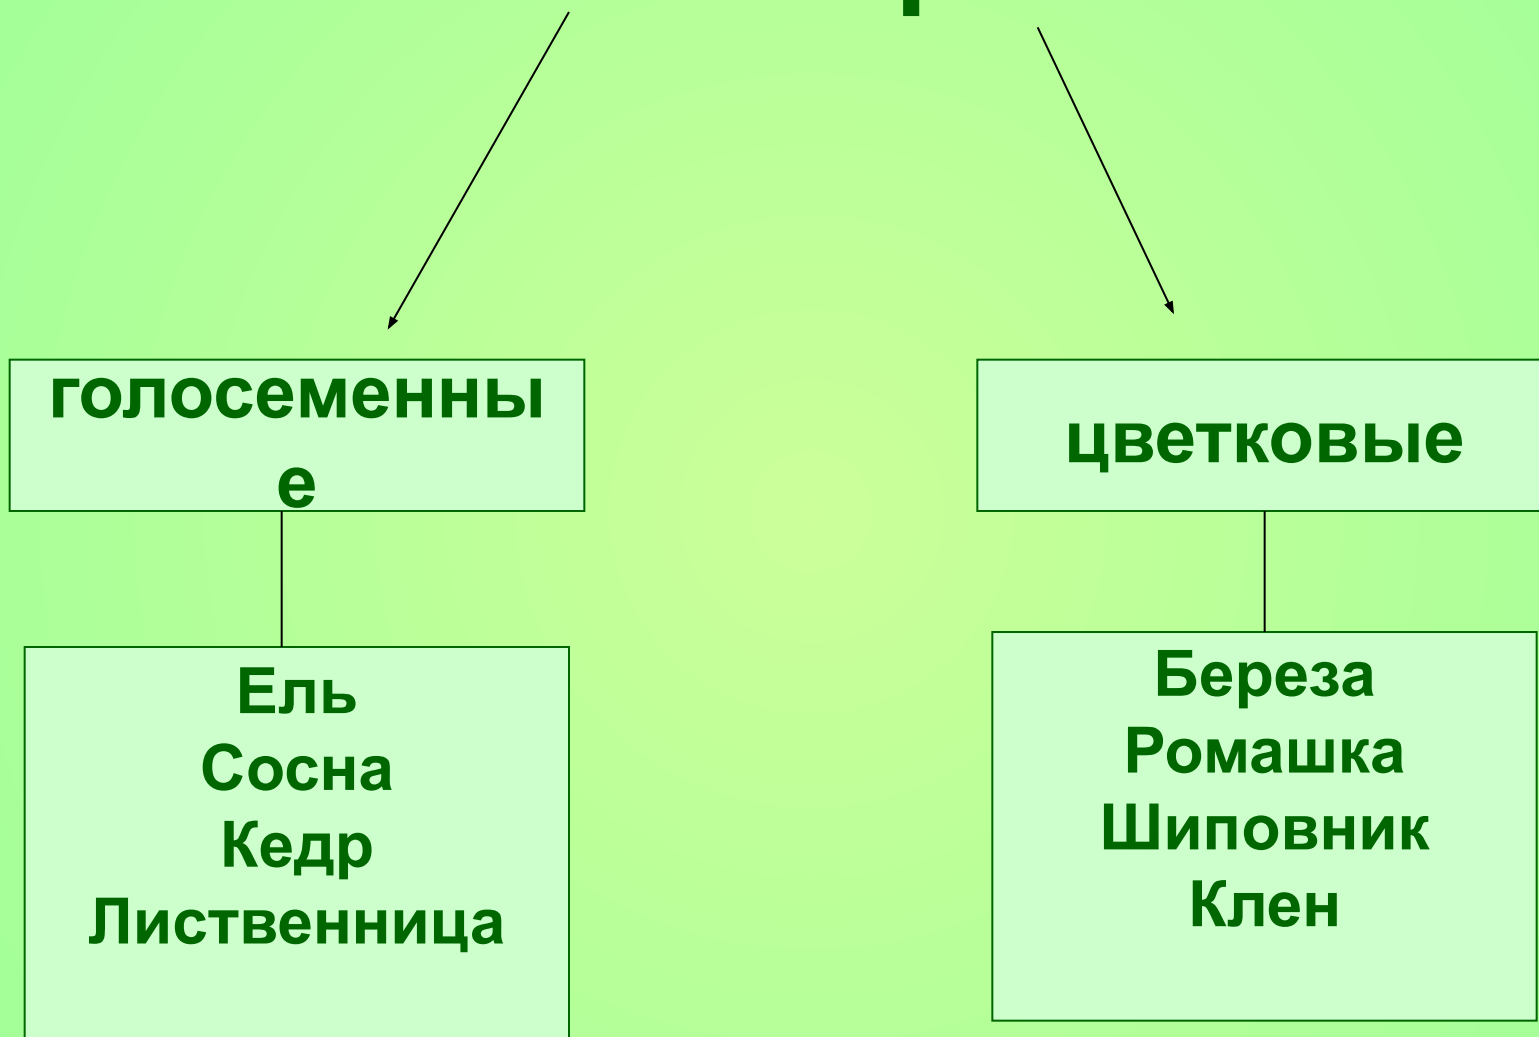 голосеменны
е
цветковые
Ель
Сосна
Кедр
Лиственница
Береза
Ромашка
Шиповник
Клен